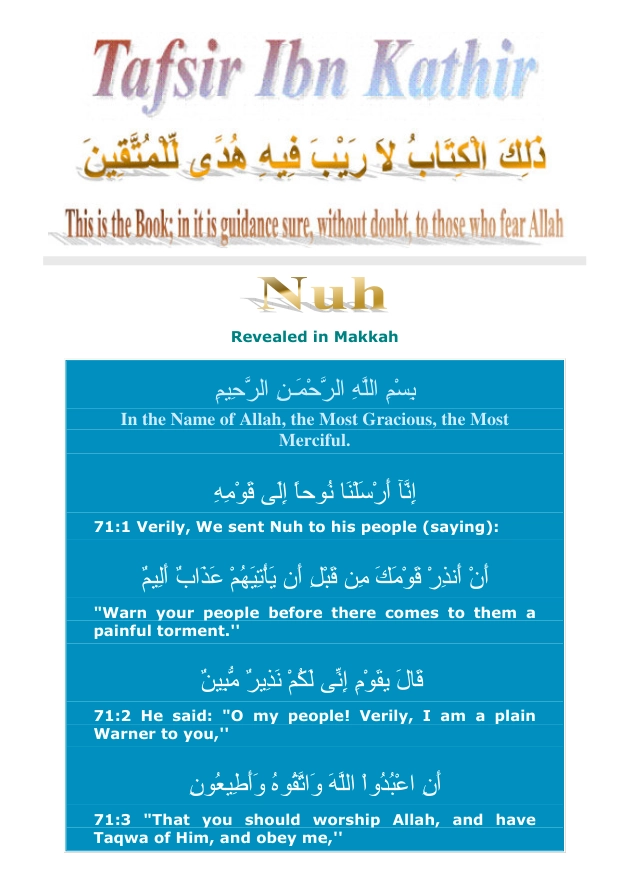 Tafsir Ibn Kathir
ذَلِكَ الْكِتَابُ لاَ رَيْبَ فِيهِ هُدًى لِّلْمُتَّقِينَ
This is the Book; in it is guidance sure, without doubt, to those who fear Allah
Nuh
Revealed in Makkah
بِسْمِ اللَّهِ الرَّحْمَـنِ الرَّحِيمِ
In the Name of Allah, the Most Gracious, the Most
Merciful.
إِنَّآ أَرْسَلْنَا نُوحاً إِلَى قَوْمِهِ
71:1 Verily, We sent Nuh to his people (saying):
أَنْ أَنذِرْ قَوْمَكَ مِن قَبْلِ أَن يَأْتِيَهُمْ عَذَابٌ أَلِيمٌ
"Warn your people before there comes to them a
painful torment.''
قَالَ يقَوْمِ إِنِّى لَكُمْ نَذِيرٌ مُّبِينٌ
71:2 He said: "O my people! Verily, I am a plain
Warner to you,''
أَنِ اعْبُدُواْ اللَّهَ وَاتَّقُوهُ وَأَطِيعُونِ
71:3 "That you should worship Allah, and have
Taqwa of Him, and obey me,''